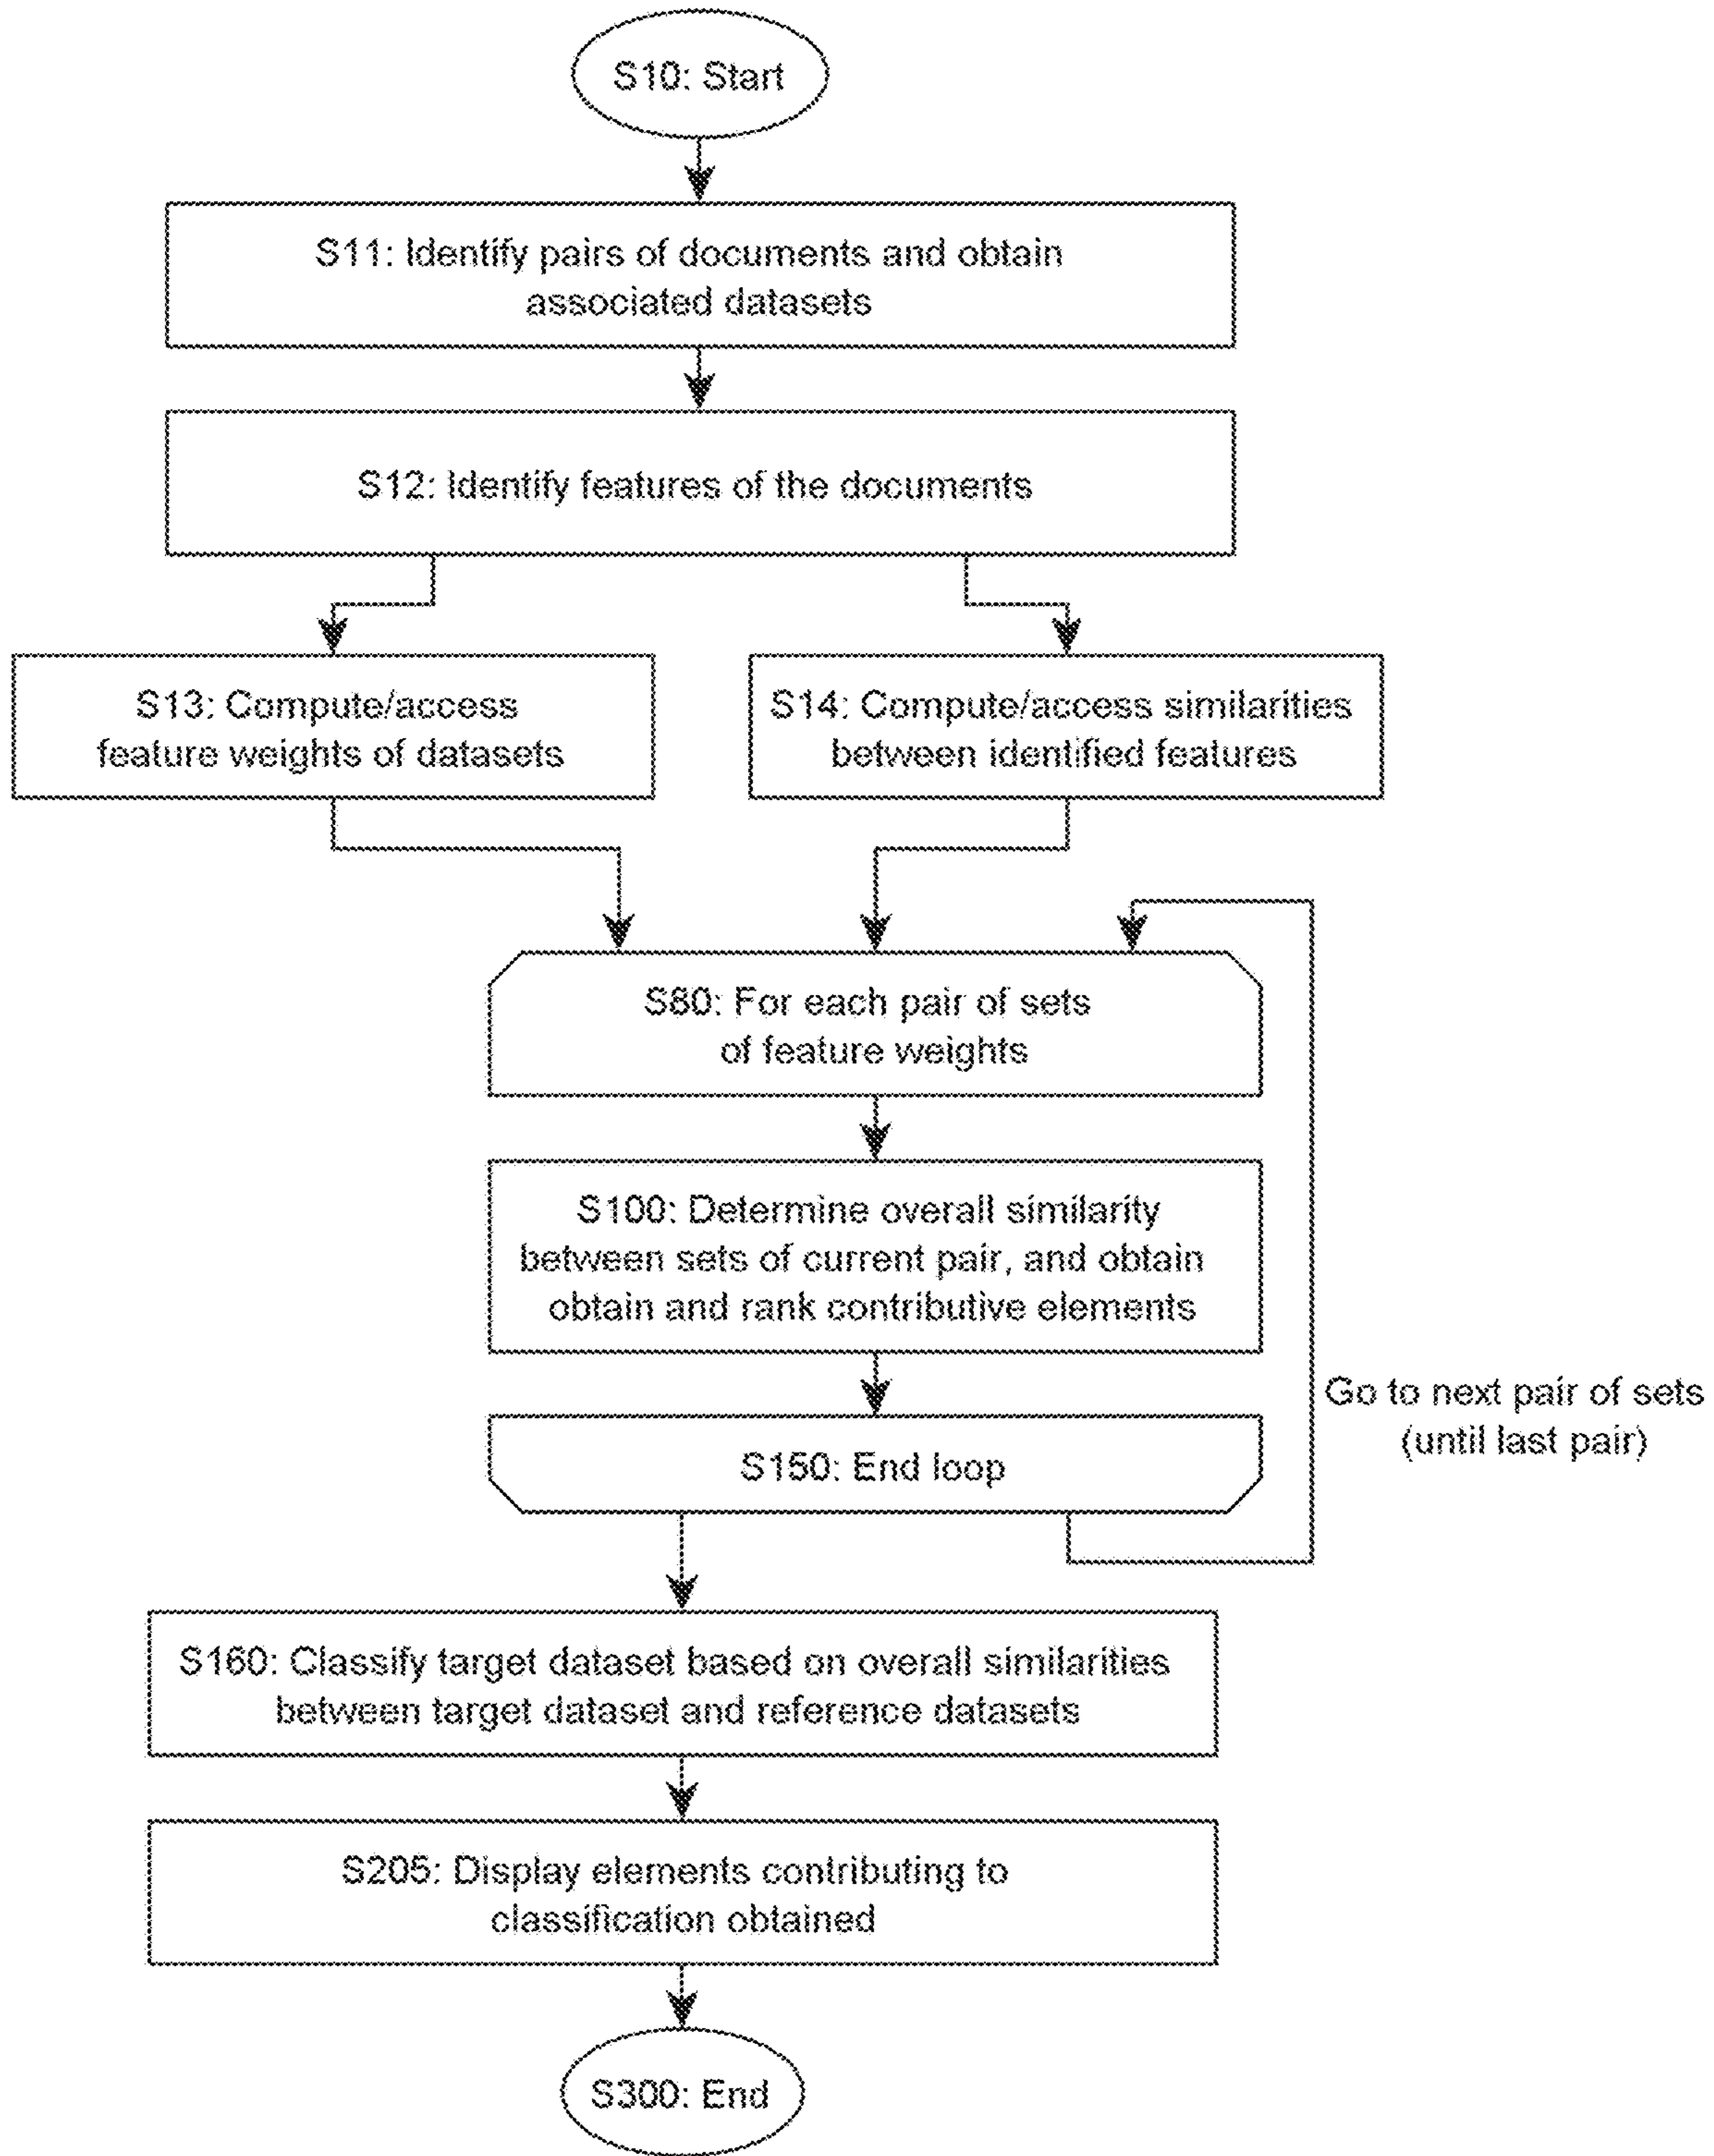 S10: Start
S11: Identify pairs of documents and obtain
associated datasets
S12: Identify features of the documents
S13: Compute/access
feature weights of datasets
S14: Compute/access similarities
between identified features
S80: For each pair of sets
of feature weights
S100: Determine overall similarity
between sets of current pair, and obtain
obtain and rank contributive elements
Go to next pair of sets
(until last pair)
S150: End loop
S160: Classify target dataset based on overall similarities
between target dataset and reference datasets
S205: Display elements contributing to
classification obtained
S300: End